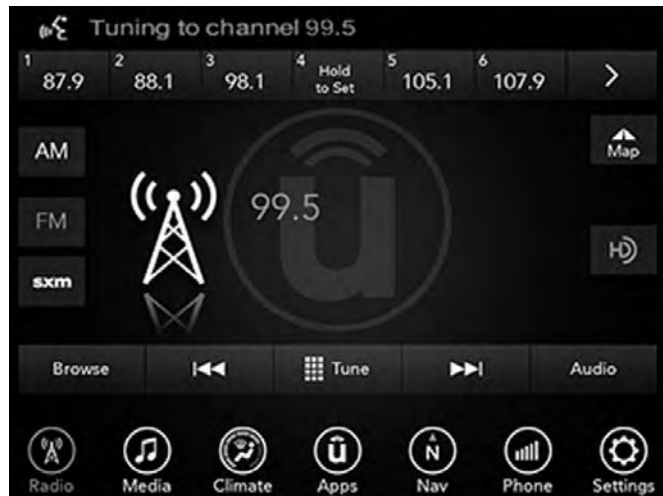 Tuning to channel 99.5
1 87.9 2 88.1 3 98.1 4 Hold to Set 5 105.1 6 107.9
AM
Map
99.5
FM
HD
sxm
û
Browse Tune Audio
û
N
Radio Media Climate Apps Nav Phone Settings